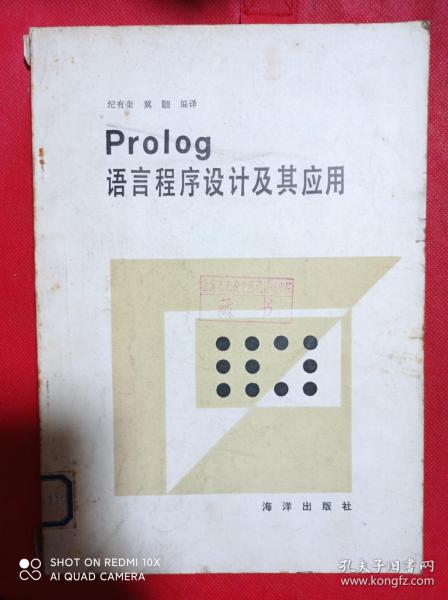 纪有奎 冀 编译
Prolog
语言程序设计及其应用
藏 书
海洋出版社
SHOT ON REDMI 10X
AI QUAD CAMERA
孔夫子旧书网
www.kongfz.com